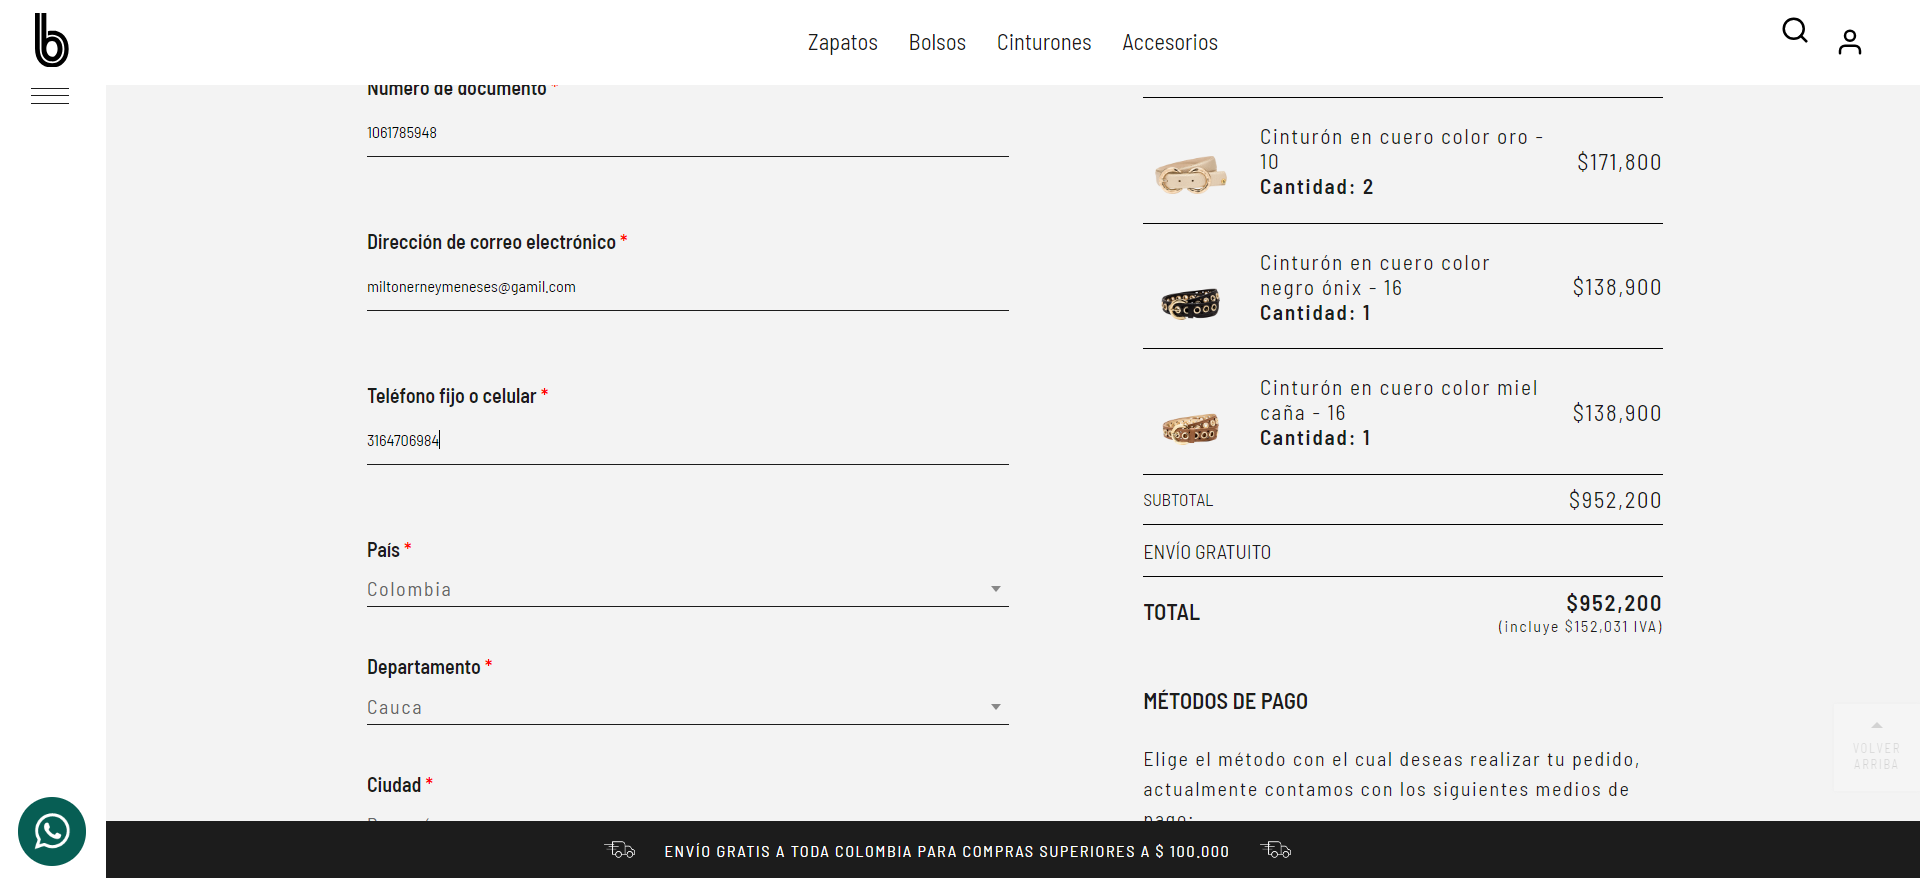 b
Zapatos Bolsos Cinturones Accesorios
Número de documento *
1061785948
Dirección de correo electrónico *
miltonerneymeneses@gamil.com
Teléfono fijo o celular *
3164706984
País *
Colombia
Departamento *
Cauca
Ciudad *
Cinturón en cuero color oro -
10
Cantidad: 2
$171,800
Cinturón en cuero color
negro ónix - 16
Cantidad: 1
$138,900
Cinturón en cuero color miel
caña - 16
Cantidad: 1
$138,900
SUBTOTAL $952,200
ENVÍO GRATUITO
TOTAL $952,200
(incluye $152,031 IVA)
MÉTODOS DE PAGO
Elige el método con el cual deseas realizar tu pedido,
actualmente contamos con los siguientes medios de
pago:
VOLVER
ARRIBA
ENVÍO GRATIS A TODA COLOMBIA PARA COMPRAS SUPERIORES A $ 100.000